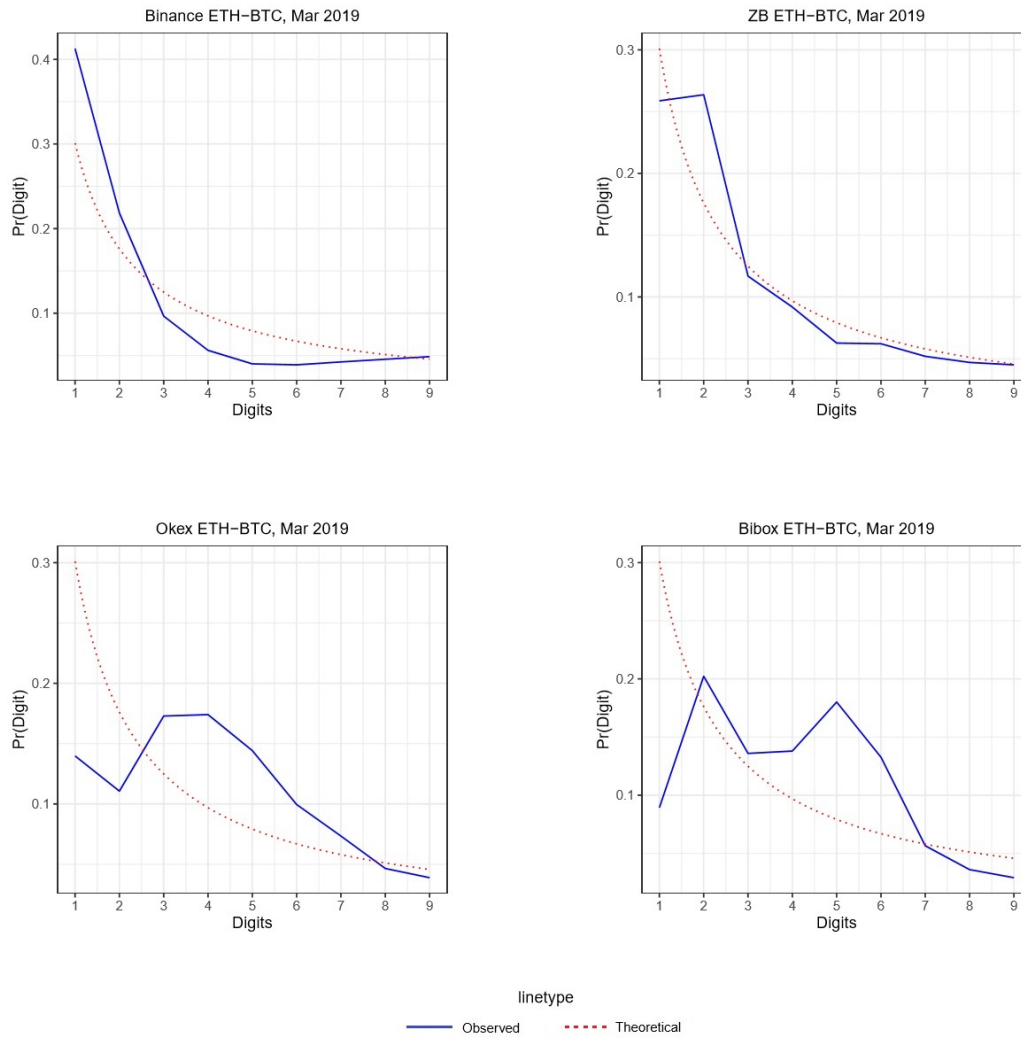 Binance ETH−BTC, Mar 2019
Pr(Digit)
0.4
0.3
0.2
0.1
1 2 3 4 5 6 7 8 9
Digits
ZB ETH−BTC, Mar 2019
Pr(Digit)
0.3
0.2
0.1
1 2 3 4 5 6 7 8 9
Digits
Okex ETH−BTC, Mar 2019
Pr(Digit)
0.3
0.2
0.1
1 2 3 4 5 6 7 8 9
Digits
Bibox ETH−BTC, Mar 2019
Pr(Digit)
0.3
0.2
0.1
1 2 3 4 5 6 7 8 9
Digits
linetype
Observed Theoretical